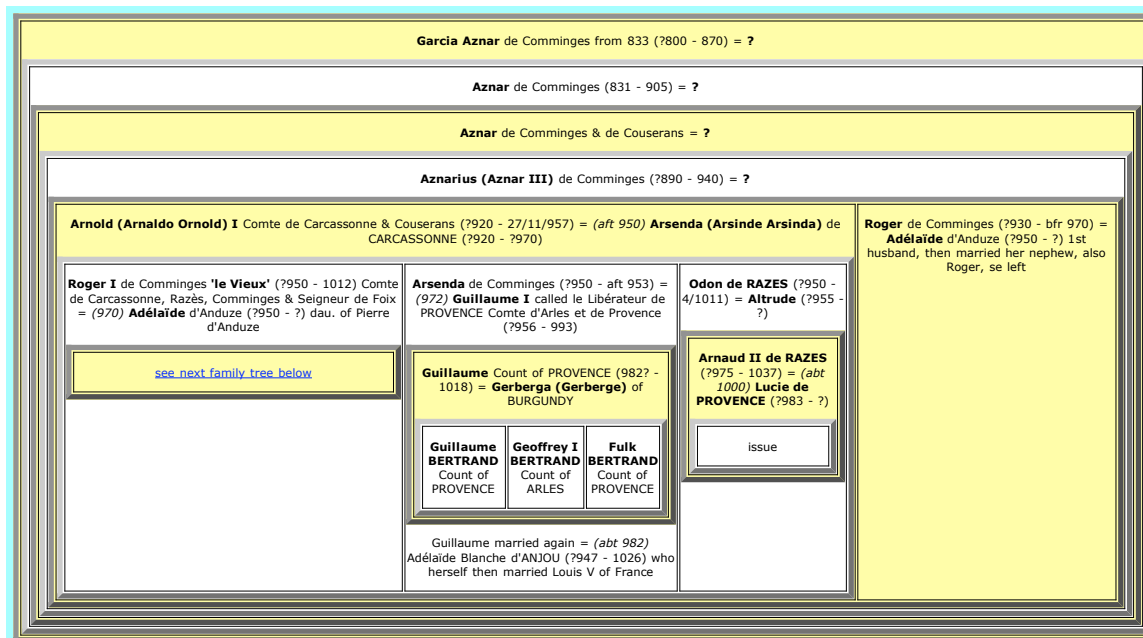 Garcia Aznar de Comminges from 833 (?800 - 870) = ?
Aznar de Comminges (831 - 905) = ?
Aznar de Comminges & de Couserans = ?
Aznarius (Aznar III) de Comminges (?890 - 940) = ?
Arnold (Arnaldo Ornold) I Comte de Carcassonne & Couserans (?920 - 27/11/957) = (aft 950) Arsenda (Arsinde Arsinda) de
CARCASSONNE (?920 - ?970)
Roger I de Comminges 'le Vieux' (?950 - 1012) Comte
de Carcassonne, Razès, Comminges & Seigneur de Foix
= (970) Adélaïde d'Anduze (?950 - ?) dau. of Pierre
d'Anduze
see next family tree below
Arsenda de Comminges (?950 - aft 953) =
(972) Guillaume I called le Libérateur de
PROVENCE Comte d'Arles et de Provence
(?956 - 993)
Guillaume Count of PROVENCE (982? -
1018) = Gerberga (Gerberge) of
BURGUNDY
Guillaume
BERTRAND
Count of
PROVENCE
Geoffrey I
BERTRAND
Count of
ARLES
Fulk
BERTRAND
Count of
PROVENCE
Guillaume married again = (abt 982)
Adélaïde Blanche d'ANJOU (?947 - 1026) who
herself then married Louis V of France
Odon de RAZES (?950 -
4/1011) = Altrude (?955 -
?)
Arnaud II de RAZES
(?975 - 1037) = (abt
1000) Lucie de
PROVENCE (?983 - ?)
issue
Roger de Comminges (?930 - bfr 970) =
Adélaïde d'Anduze (?950 - ?) 1st
husband, then married her nephew, also
Roger, se left